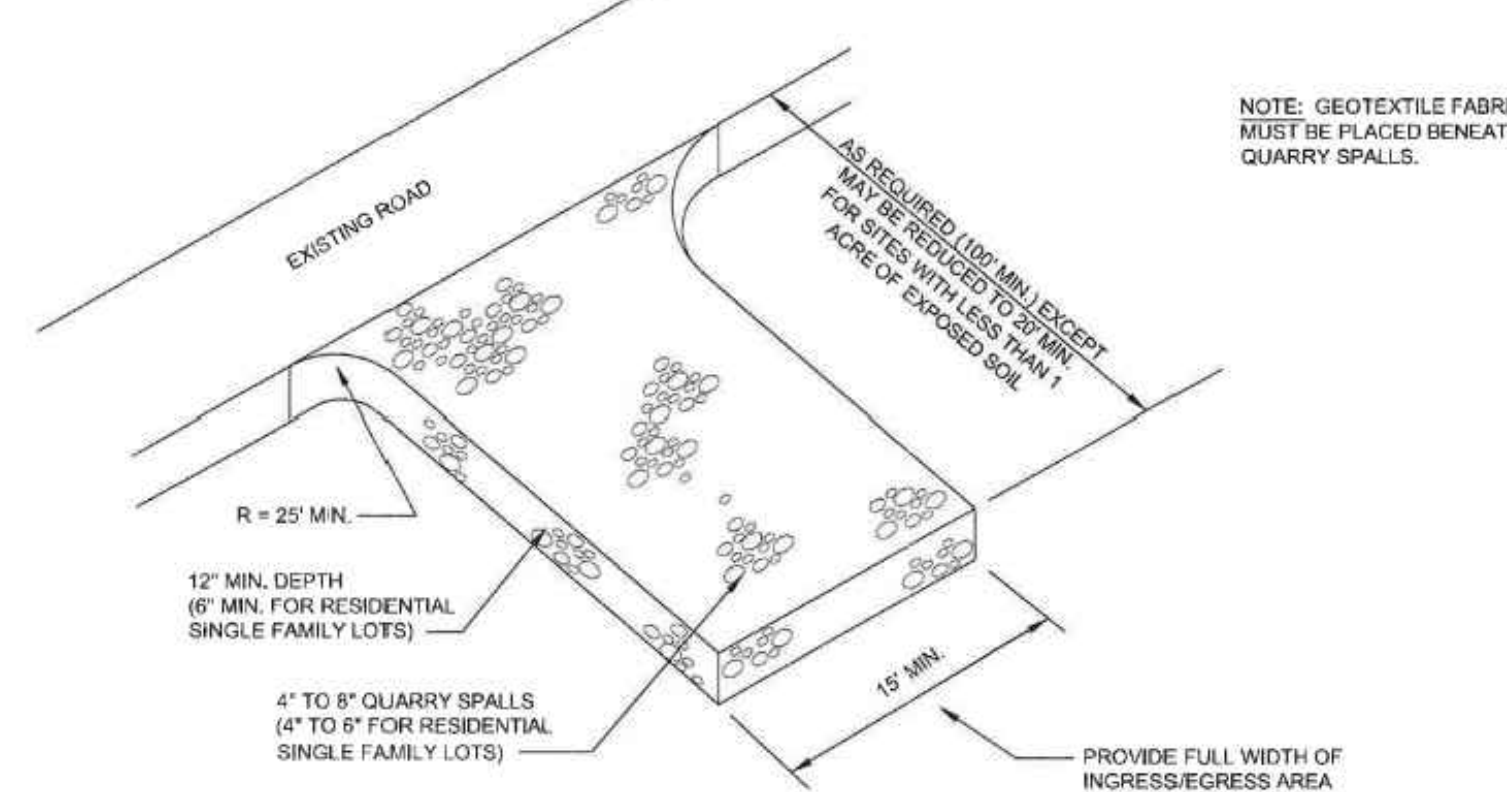 NOTE: GEOTEXTILE FABRI
MUST BE PLACED BENEAT
QUARRY SPALLS.
EXISTING ROAD
AS REQUIRED (100' MIN.) EXCEPT
MAY BE REDUCED TO 20' MIN.
FOR SITES WITH LESS THAN 1
ACRE OF EXPOSED SOIL
R = 25' MIN.
12" MIN. DEPTH
(6" MIN. FOR RESIDENTIAL
SINGLE FAMILY LOTS)
4" TO 8" QUARRY SPALLS
(4" TO 6" FOR RESIDENTIAL
SINGLE FAMILY LOTS)
15' MIN.
PROVIDE FULL WIDTH OF
INGRESS/EGRESS AREA